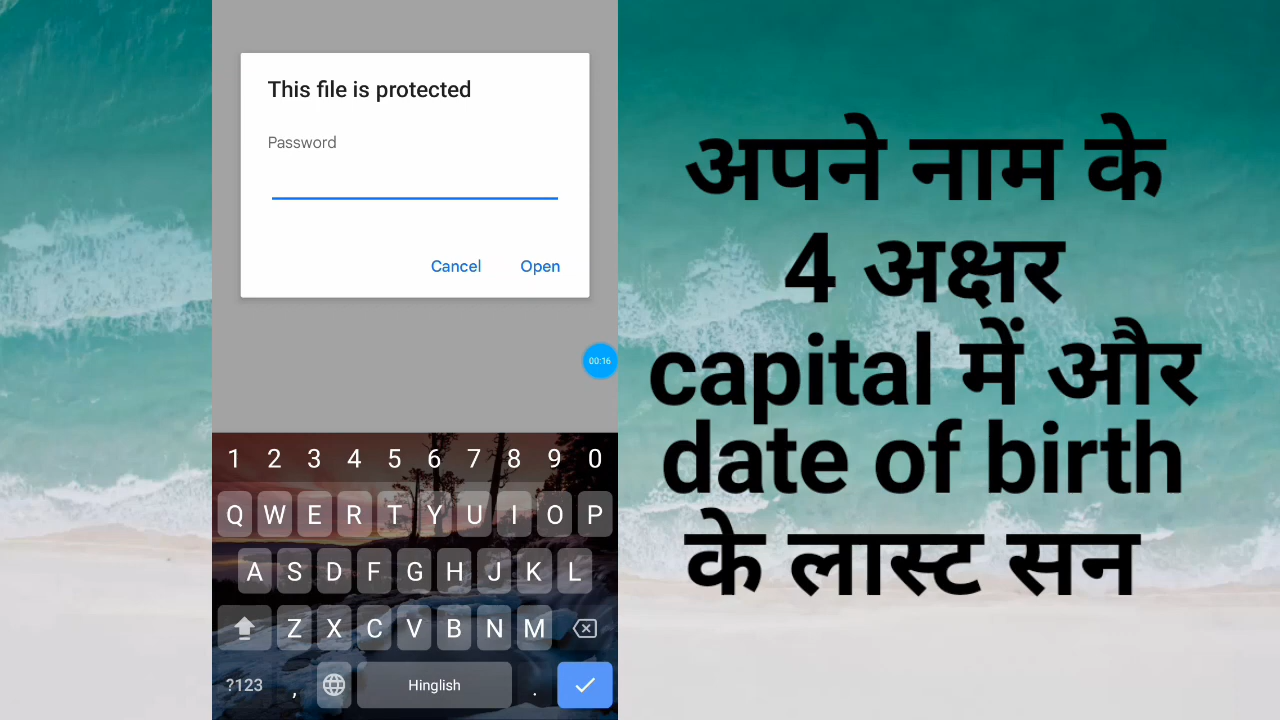 This file is protected
Password
Cancel
Open
00:16
1 2 3 4 5 6 7 8 9 0
Q W E R T Y U I O P
A S D F G H J K L
Z X C V B N M
?123 , Hinglish .
अपने नाम के
4 अक्षर
capital में और
date of birth
के लास्ट सन